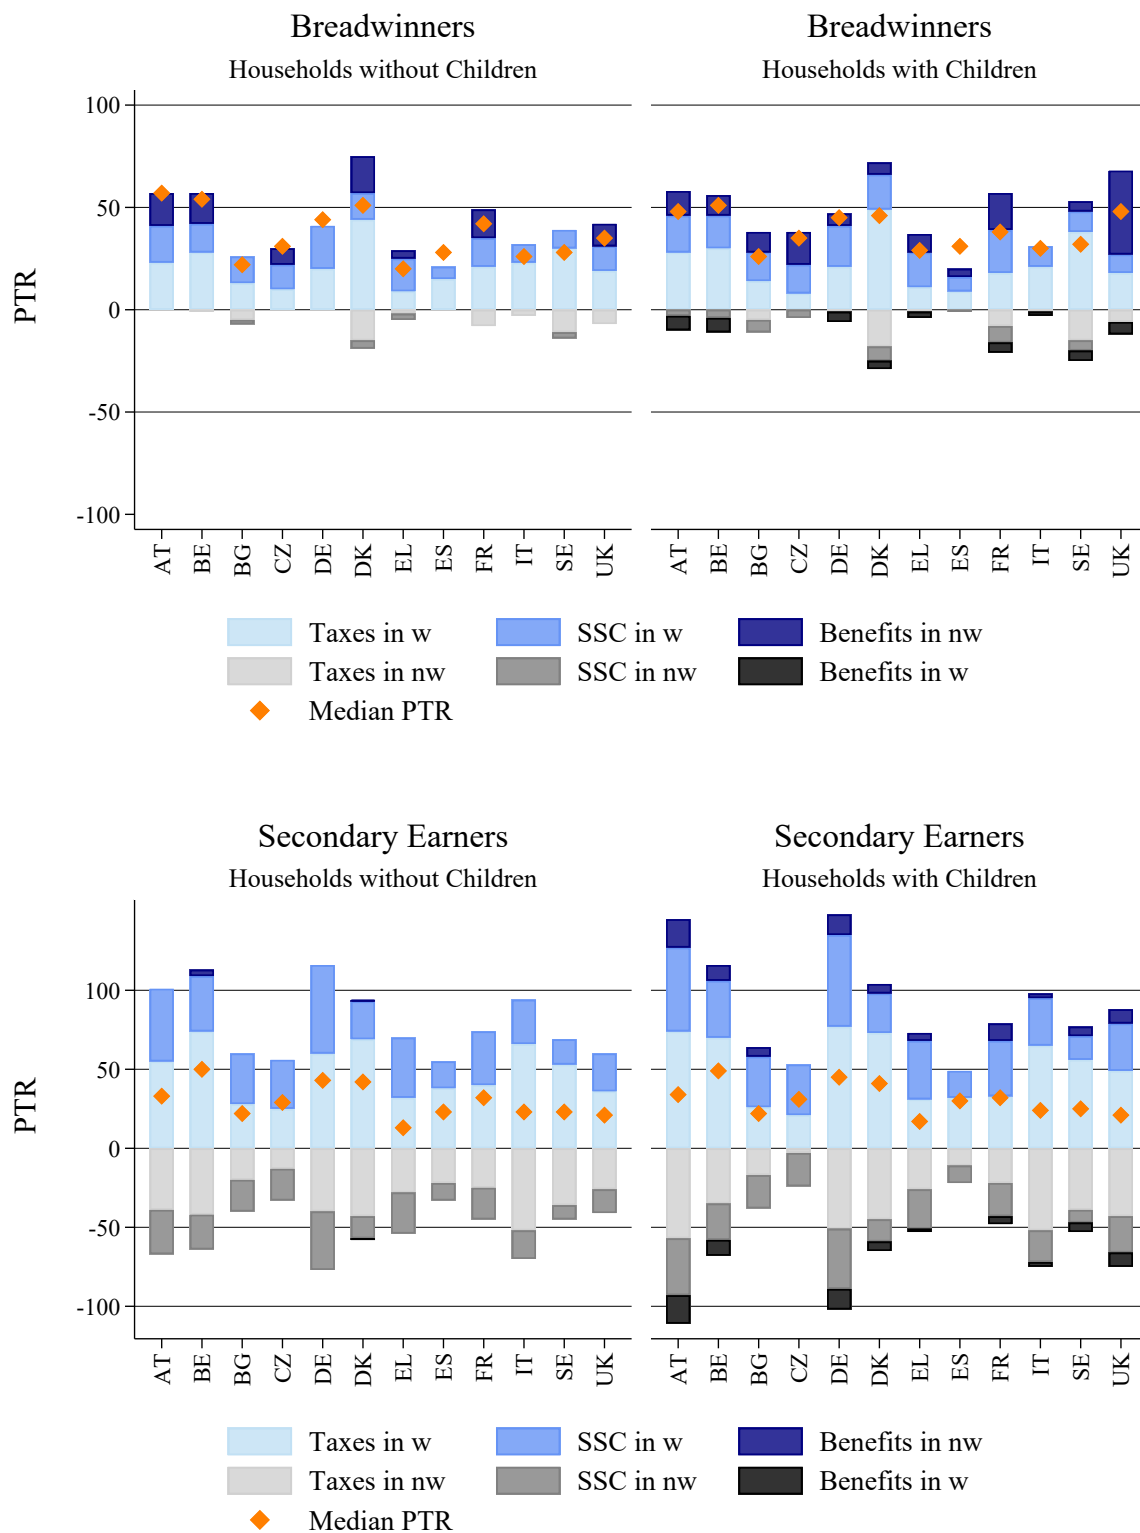 Breadwinners Breadwinners
Households without Children Households with Children
PTR
100
50
0
-50
-100
AT BE BG CZ DE DK EL ES FR IT SE UK AT BE BG CZ DE DK EL ES FR IT SE UK
Taxes in w SSC in w Benefits in nw
Taxes in nw SSC in nw Benefits in w
Median PTR
Secondary Earners Secondary Earners
Households without Children Households with Children
PTR
100
50
0
-50
-100
AT BE BG CZ DE DK EL ES FR IT SE UK AT BE BG CZ DE DK EL ES FR IT SE UK
Taxes in w SSC in w Benefits in nw
Taxes in nw SSC in nw Benefits in w
Median PTR